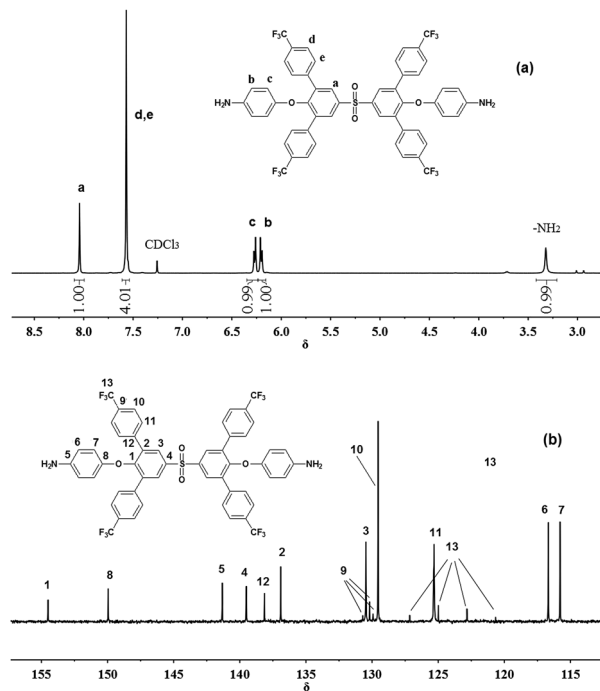 CF₃
CF₃
d
e
(a)
b
c
a
H₂N
O
S
O
O
O
NH₂
F₃C
CF₃
d,e
a
c
b
CDCl₃
-NH₂
1.00
4.01
0.99
1.00
0.99
8.5 8.0 7.5 7.0 6.5 6.0 5.5 5.0 4.5 4.0 3.5 3.0
δ
13
F₃C
CF₃
9
10
11
(b)
6
7
12
2
3
H₂N
5
8
O
1
4
S
O
O
O
NH₂
F₃C
CF₃
10
13
1
8
5
4
12
2
9
3
11
13
6
7
155 150 145 140 135 130 125 120 115
δ